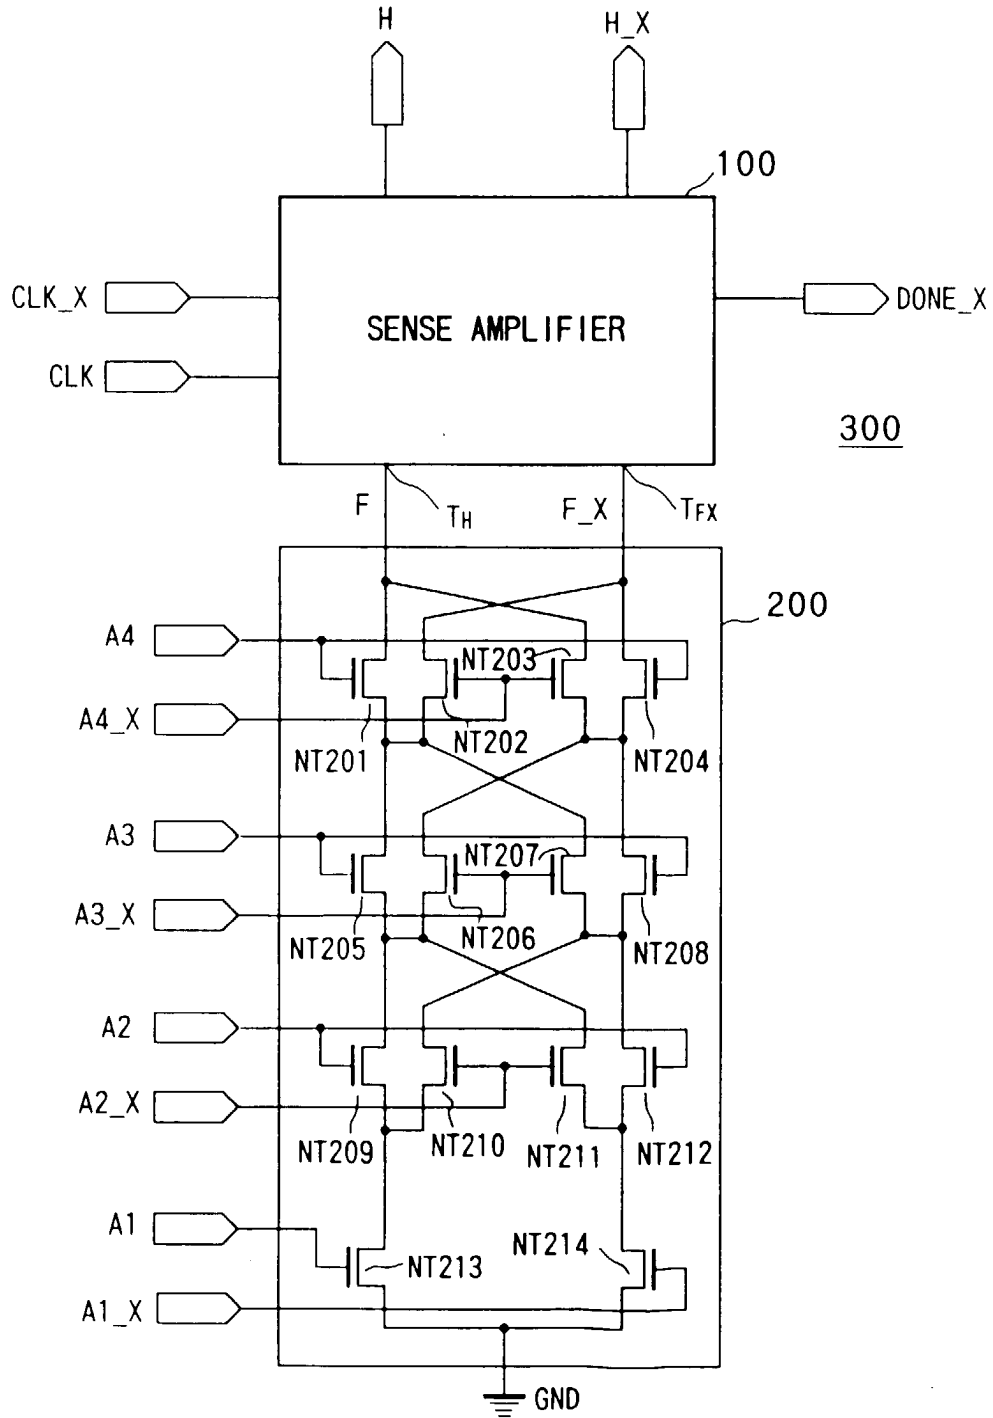 H
H_X
100
CLK_X
DONE_X
SENSE AMPLIFIER
CLK
300
F
TH
F_X
TFX
200
A4
NT203
A4_X
NT201
NT202
NT204
A3
NT207
A3_X
NT205
NT206
NT208
A2
A2_X
NT209
NT210
NT211
NT212
A1
NT213
NT214
A1_X
GND